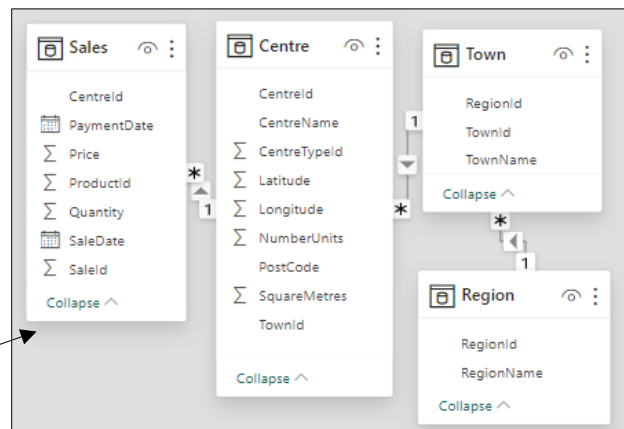 Sales
CentreId
PaymentDate
Price
ProductId
Quantity
SaleDate
SaleId
Collapse
*
1
Centre
CentreId
CentreName
CentreTypeId
Latitude
Longitude
NumberUnits
PostCode
SquareMetres
TownId
Collapse
1
*
Town
RegionId
TownId
TownName
Collapse
*
1
Region
RegionId
RegionName
Collapse